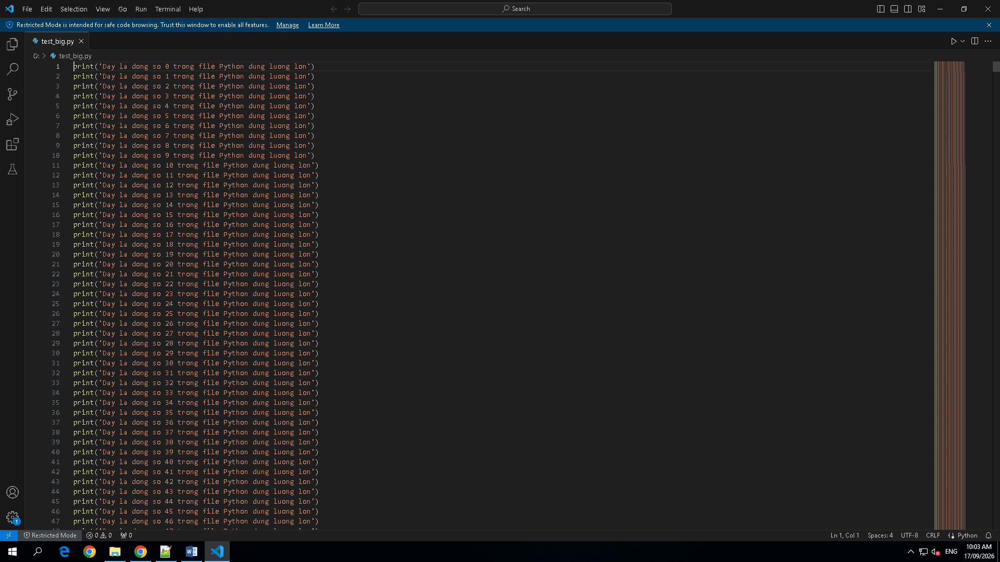 File Edit Selection View Go Run Terminal Help Search
Restricted Mode is intended for safe code browsing. Trust this window to enable all features. Manage Learn More
test_big.py
D: > test_big.py
1 print('Day la dong so 0 trong file Python dung luong lon')
2 print('Day la dong so 1 trong file Python dung luong lon')
3 print('Day la dong so 2 trong file Python dung luong lon')
4 print('Day la dong so 3 trong file Python dung luong lon')
5 print('Day la dong so 4 trong file Python dung luong lon')
6 print('Day la dong so 5 trong file Python dung luong lon')
7 print('Day la dong so 6 trong file Python dung luong lon')
8 print('Day la dong so 7 trong file Python dung luong lon')
9 print('Day la dong so 8 trong file Python dung luong lon')
10 print('Day la dong so 9 trong file Python dung luong lon')
11 print('Day la dong so 10 trong file Python dung luong lon')
12 print('Day la dong so 11 trong file Python dung luong lon')
13 print('Day la dong so 12 trong file Python dung luong lon')
14 print('Day la dong so 13 trong file Python dung luong lon')
15 print('Day la dong so 14 trong file Python dung luong lon')
16 print('Day la dong so 15 trong file Python dung luong lon')
17 print('Day la dong so 16 trong file Python dung luong lon')
18 print('Day la dong so 17 trong file Python dung luong lon')
19 print('Day la dong so 18 trong file Python dung luong lon')
20 print('Day la dong so 19 trong file Python dung luong lon')
21 print('Day la dong so 20 trong file Python dung luong lon')
22 print('Day la dong so 21 trong file Python dung luong lon')
23 print('Day la dong so 22 trong file Python dung luong lon')
24 print('Day la dong so 23 trong file Python dung luong lon')
25 print('Day la dong so 24 trong file Python dung luong lon')
26 print('Day la dong so 25 trong file Python dung luong lon')
27 print('Day la dong so 26 trong file Python dung luong lon')
28 print('Day la dong so 27 trong file Python dung luong lon')
29 print('Day la dong so 28 trong file Python dung luong lon')
30 print('Day la dong so 29 trong file Python dung luong lon')
31 print('Day la dong so 30 trong file Python dung luong lon')
32 print('Day la dong so 31 trong file Python dung luong lon')
33 print('Day la dong so 32 trong file Python dung luong lon')
34 print('Day la dong so 33 trong file Python dung luong lon')
35 print('Day la dong so 34 trong file Python dung luong lon')
36 print('Day la dong so 35 trong file Python dung luong lon')
37 print('Day la dong so 36 trong file Python dung luong lon')
38 print('Day la dong so 37 trong file Python dung luong lon')
39 print('Day la dong so 38 trong file Python dung luong lon')
40 print('Day la dong so 39 trong file Python dung luong lon')
41 print('Day la dong so 40 trong file Python dung luong lon')
42 print('Day la dong so 41 trong file Python dung luong lon')
43 print('Day la dong so 42 trong file Python dung luong lon')
44 print('Day la dong so 43 trong file Python dung luong lon')
45 print('Day la dong so 44 trong file Python dung luong lon')
46 print('Day la dong so 45 trong file Python dung luong lon')
47 print('Day la dong so 46 trong file Python dung luong lon')
1
Restricted Mode 0 0 0 Ln 1, Col 1 Spaces: 4 UTF-8 CRLF Python
ENG 10:03 AM
17/09/2026